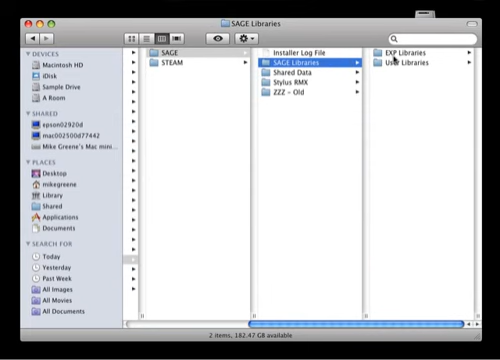 SAGE Libraries
DEVICES
Macintosh HD
iDisk
Sample Drive
A Room
SHARED
epson02920d
mac002500d77442
Mike Greene's Mac mini...
PLACES
Desktop
mikegreene
Library
Shared
Applications
Documents
SEARCH FOR
Today
Yesterday
Past Week
All Images
All Movies
All Documents
SAGE
STEAM
Installer Log File
SAGE Libraries
Shared Data
Stylus RMX
ZZZ - Old
EXP Libraries
User Libraries
2 items, 182.47 GB available